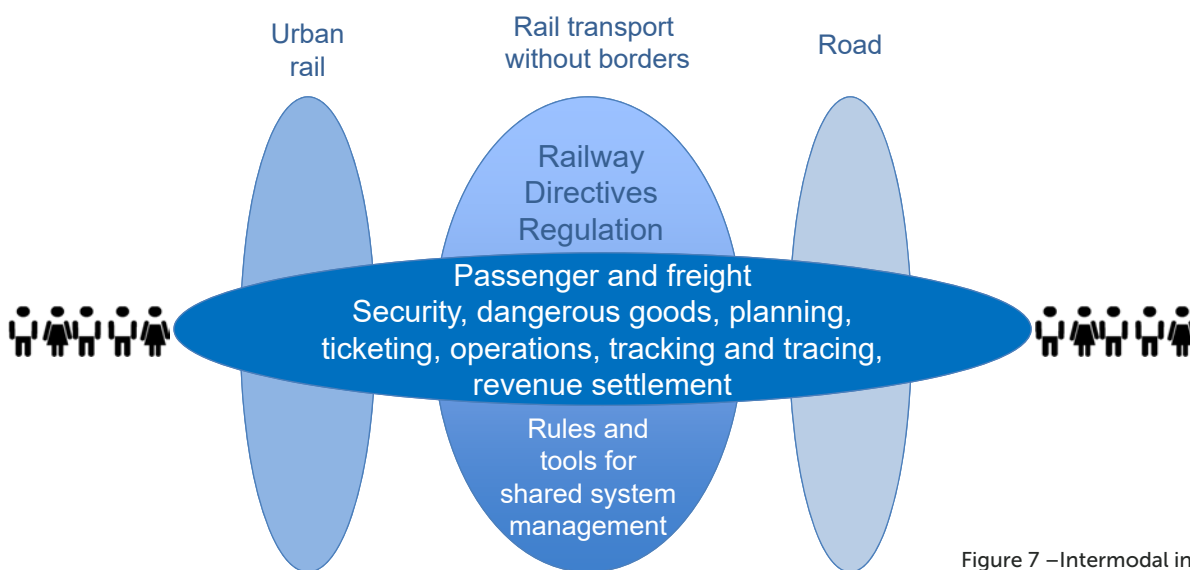 Urban
rail
Rail transport
without borders
Road
Railway
Directives
Regulation
Passenger and freight
Security, dangerous goods, planning,
ticketing, operations, tracking and tracing,
revenue settlement
Rules and
tools for
shared system
management
Figure 7 –Intermodal in